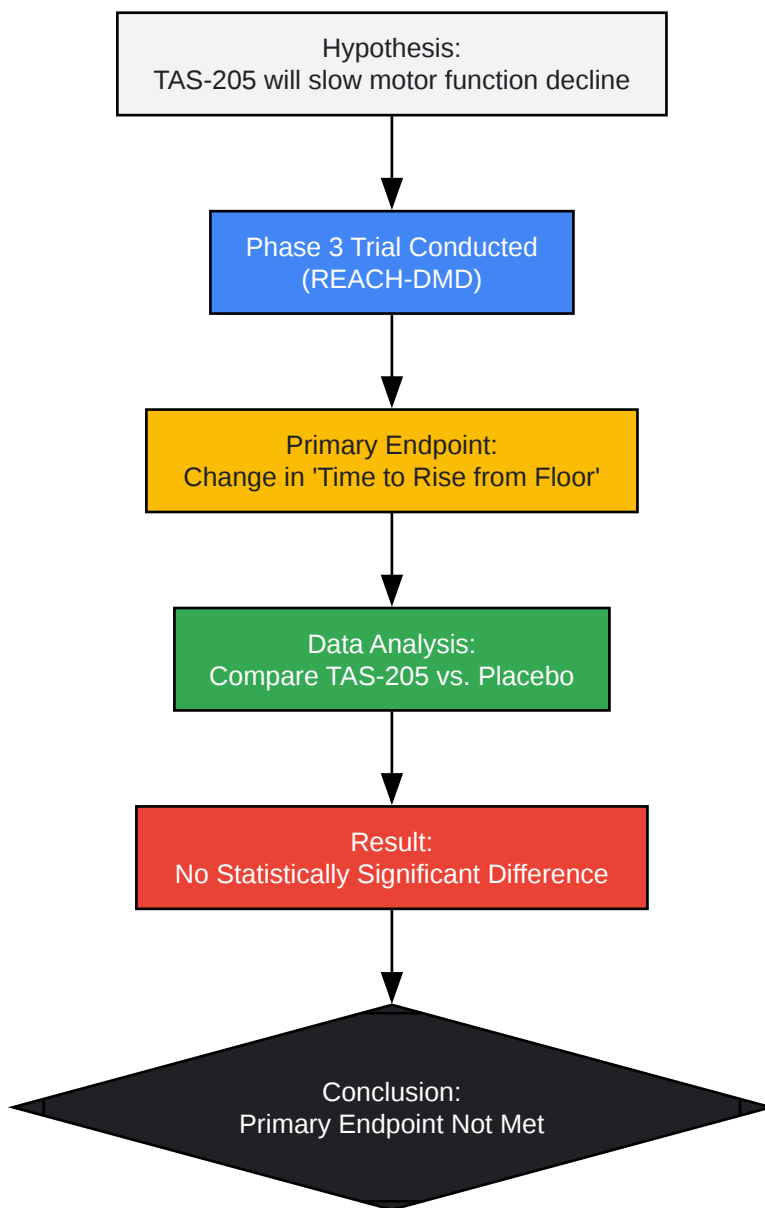 Hypothesis:
TAS-205 will slow motor function decline
Phase 3 Trial Conducted
(REACH-DMD)
Primary Endpoint:
Change in 'Time to Rise from Floor'
Data Analysis:
Compare TAS-205 vs. Placebo
Result:
No Statistically Significant Difference
Conclusion:
Primary Endpoint Not Met